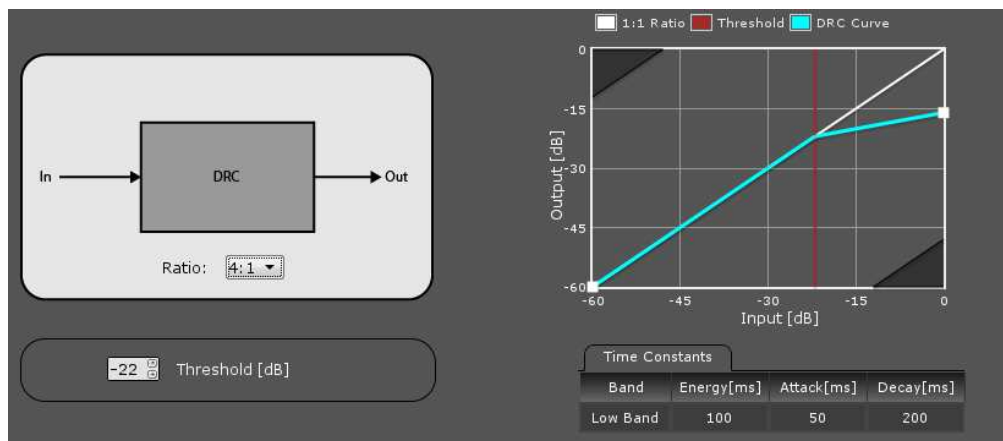 1:1 Ratio Threshold DRC Curve
In DRC Out
Ratio: 4:1
-22 Threshold [dB]
Output [dB]
0
-15
-30
-45
-60
-60 -45 -30 -15 0
Input [dB]
Time Constants
Band Energy[ms] Attack[ms] Decay[ms]
Low Band 100 50 200